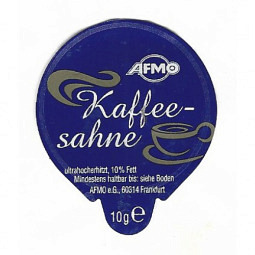 AFMO
Kaffee-
sahne
ultrahocherhitzt, 10% Fett
Mindestens haltbar bis: siehe Boden
AFMO e.G., 60314 Frankfurt
10g e